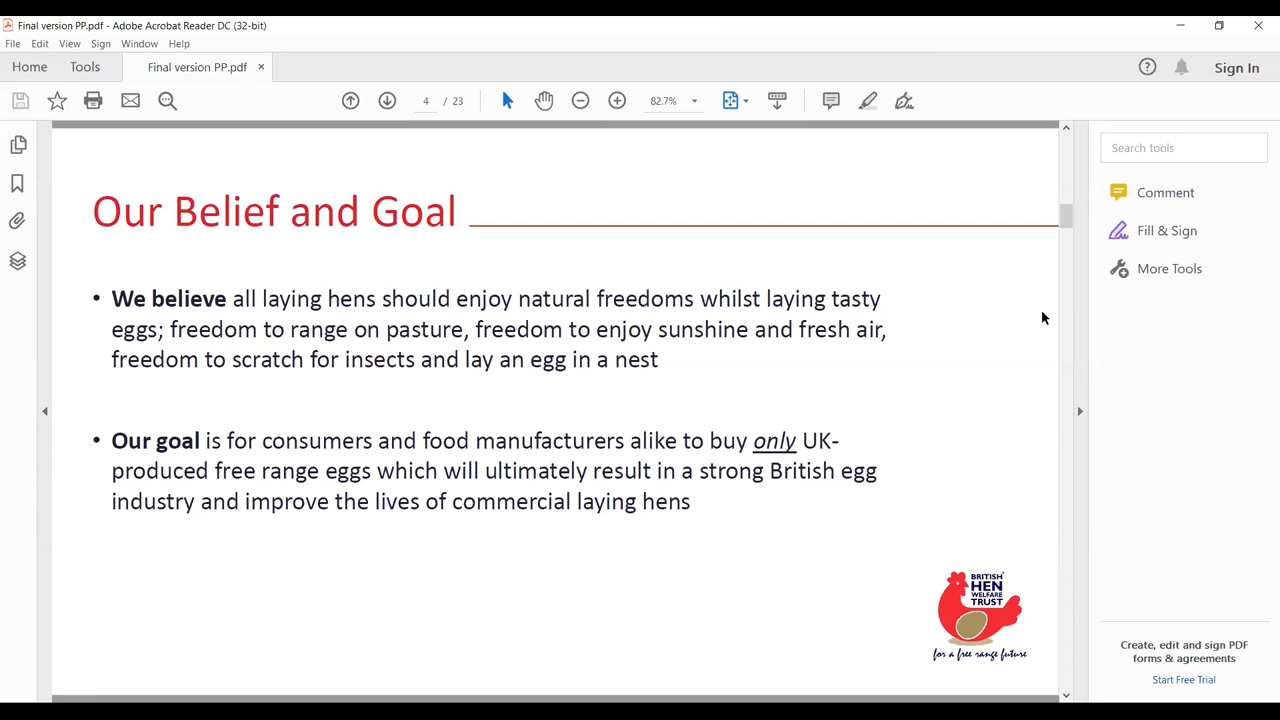 Final version PP.pdf - Adobe Acrobat Reader DC (32-bit)
File Edit View Sign Window Help
Home Tools Final version PP.pdf × Sign In
4 / 23 82.7%
Search tools
Comment
Fill & Sign
More Tools
Our Belief and Goal
• We believe all laying hens should enjoy natural freedoms whilst laying tasty
eggs; freedom to range on pasture, freedom to enjoy sunshine and fresh air,
freedom to scratch for insects and lay an egg in a nest
• Our goal is for consumers and food manufacturers alike to buy only UK-
produced free range eggs which will ultimately result in a strong British egg
industry and improve the lives of commercial laying hens
BRITISH
HEN
WELFARE
TRUST
for a free range future
Create, edit and sign PDF
forms & agreements
Start Free Trial